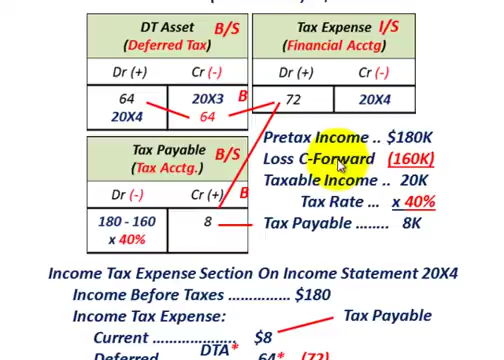 DT Asset B/S
(Deferred Tax)
Dr (+) Cr (-)
64 20X3 B
20X4 64
Tax Expense I/S
(Financial Acctg)
Dr (+) Cr (-)
72 20X4
Tax Payable B/S
(Tax Acctg.)
Dr (-) Cr (+) B
180 - 160 8
x 40%
Pretax Income .. $180K
Loss C-Forward (160K)
Taxable Income .. 20K
Tax Rate ... x 40%
Tax Payable ........ 8K
Income Tax Expense Section On Income Statement 20X4
Income Before Taxes ............... $180
Income Tax Expense: Tax Payable
Current ..................... $8
DTA*
Deferred 64* (72)